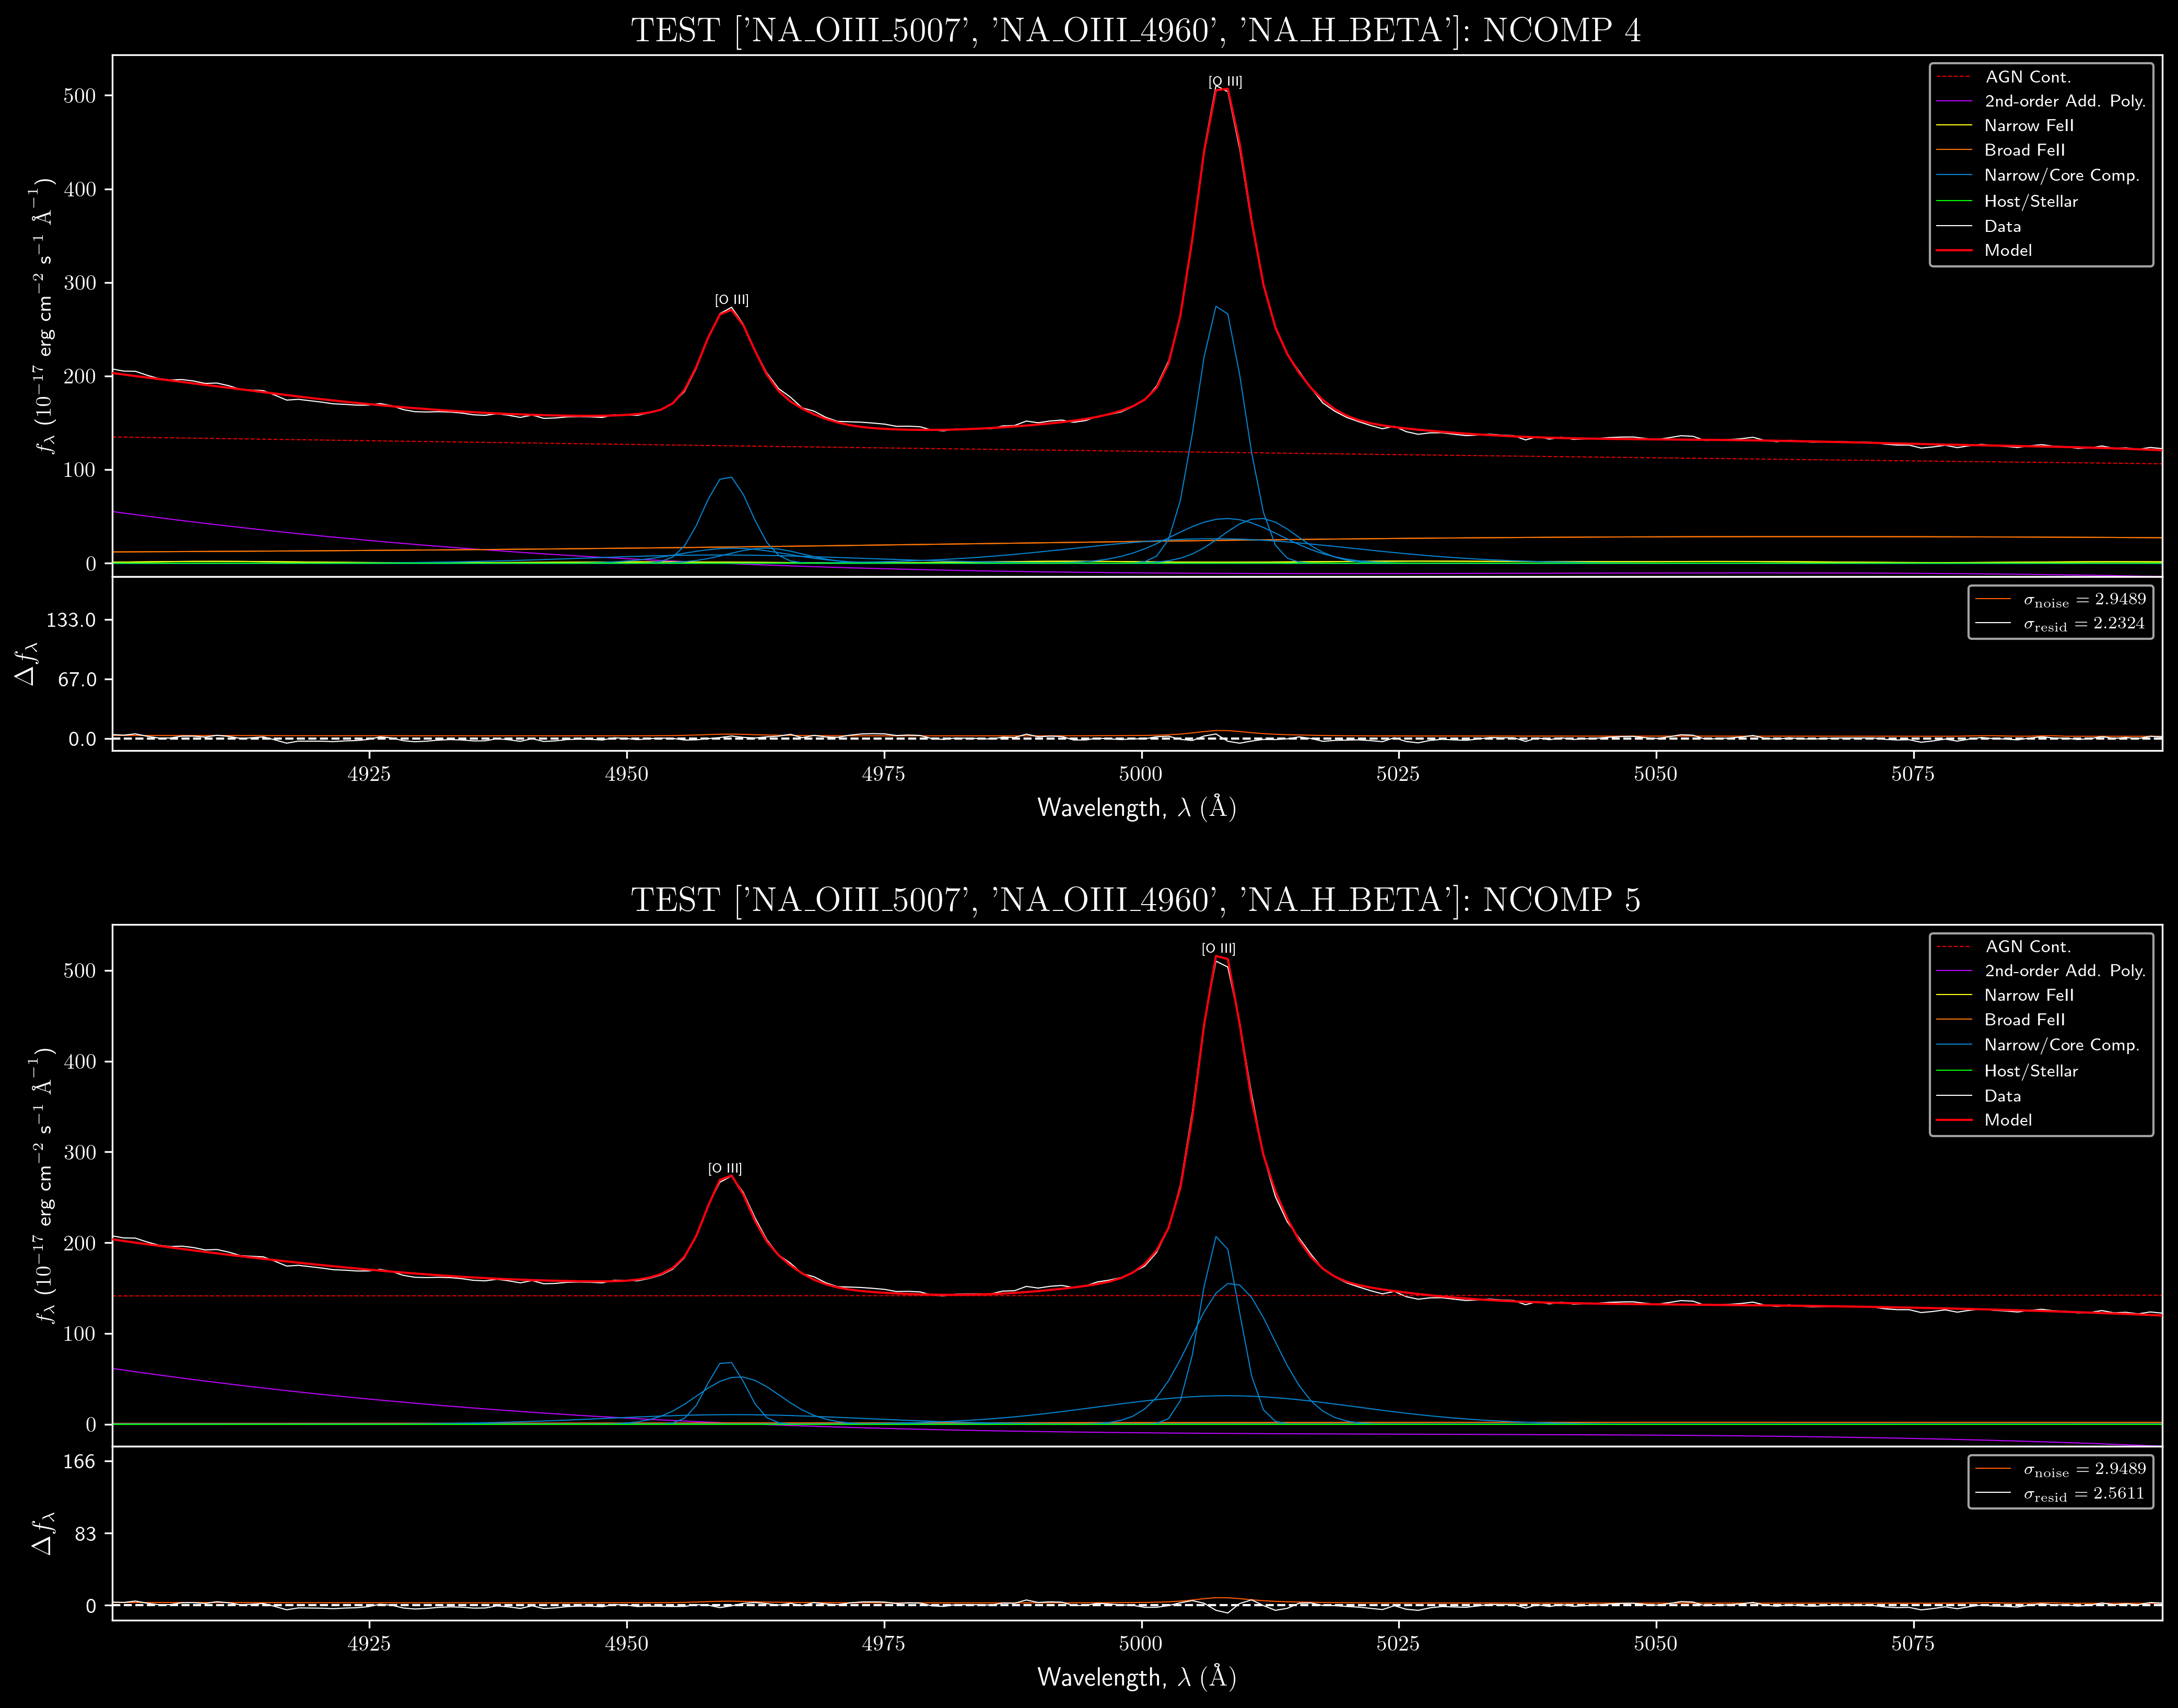 TEST ['NA_OIII_5007', 'NA_OIII_4960', 'NA_H_BETA']: NCOMP 4
[O III]
[O III]
AGN Cont.
2nd-order Add. Poly.
Narrow FeII
Broad FeII
Narrow/Core Comp.
Host/Stellar
Data
Model
500
400
300
200
100
0
fλ (10−17 erg cm−2 s−1 Å−1)
σnoise = 2.9489
σresid = 2.2324
133.0
67.0
0.0
Δfλ
4925 4950 4975 5000 5025 5050 5075
Wavelength, λ (Å)
TEST ['NA_OIII_5007', 'NA_OIII_4960', 'NA_H_BETA']: NCOMP 5
[O III]
[O III]
AGN Cont.
2nd-order Add. Poly.
Narrow FeII
Broad FeII
Narrow/Core Comp.
Host/Stellar
Data
Model
500
400
300
200
100
0
fλ (10−17 erg cm−2 s−1 Å−1)
σnoise = 2.9489
σresid = 2.5611
166
83
0
Δfλ
4925 4950 4975 5000 5025 5050 5075
Wavelength, λ (Å)